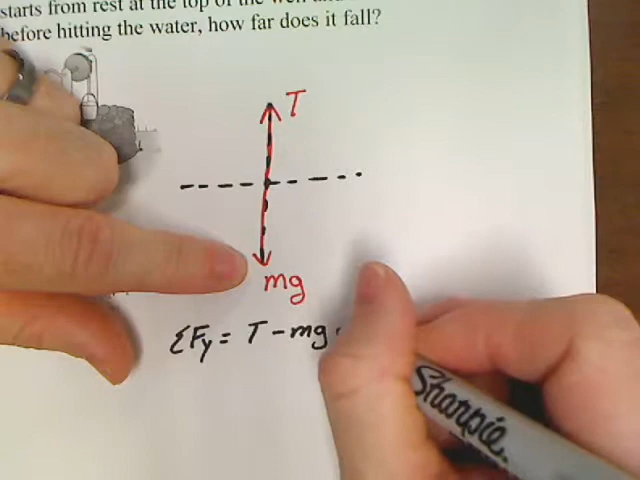 starts from rest at the top of the well and
before hitting the water, how far does it fall?
T
mg
ΣFy = T - mg
Sharpie.